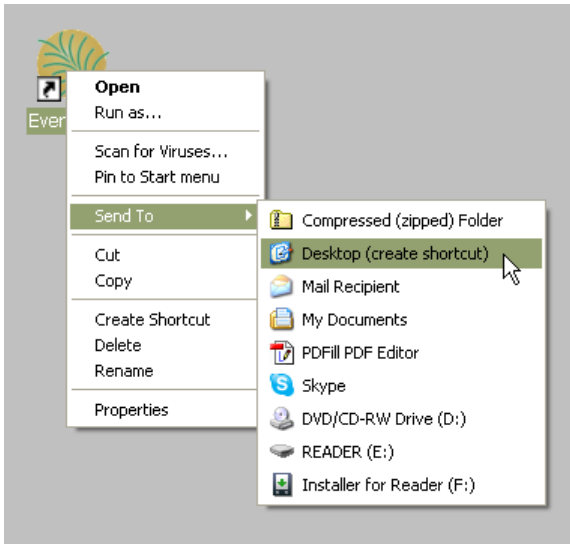 Ever
Open
Run as...
Scan for Viruses...
Pin to Start menu
Send To
Cut
Copy
Create Shortcut
Delete
Rename
Properties
Compressed (zipped) Folder
Desktop (create shortcut)
Mail Recipient
My Documents
PDFill PDF Editor
Skype
DVD/CD-RW Drive (D:)
READER (E:)
Installer for Reader (F:)